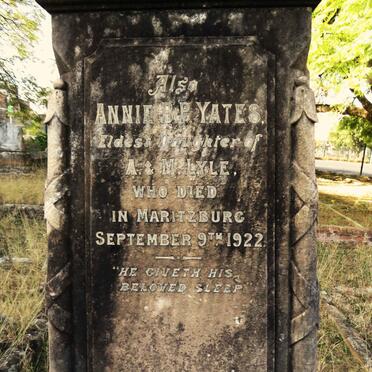 Also
ANNIE D.P. YATES,
Eldest Daughter of
A. & M. LYLE,
WHO DIED
IN MARITZBURG
SEPTEMBER 9TH 1922.
"HE GIVETH HIS
BELOVED SLEEP"